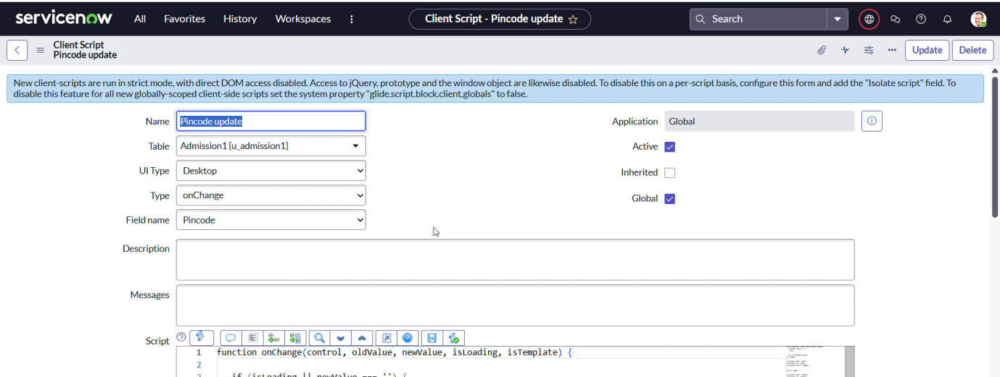 servicenow All Favorites History Workspaces Client Script - Pincode update Search
Client Script
Pincode update
Update Delete
New client-scripts are run in strict mode, with direct DOM access disabled. Access to jQuery, prototype and the window object are likewise disabled. To disable this on a per-script basis, configure this form and add the "Isolate script" field. To
disable this feature for all new globally-scoped client-side scripts set the system property "glide.script.block.client.globals" to false.
Name Pincode update
Application Global
Table Admission1 [u_admission1]
Active
UI Type Desktop
Inherited
Type onChange
Global
Field name Pincode
Description
Messages
Script
1 function onChange(control, oldValue, newValue, isLoading, isTemplate) {
2
3 if (isLoading || newValue === '') {